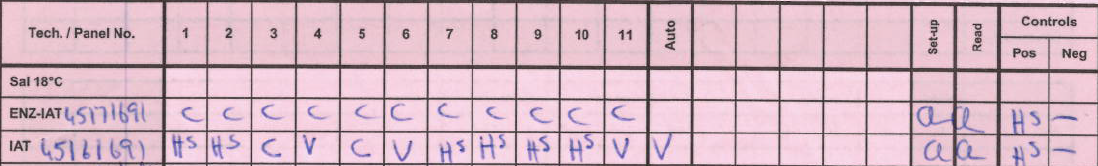 Tech. / Panel No. 1 2 3 4 5 6 7 8 9 10 11 Auto Set-up Read Controls
Pos Neg
Sal 18°C
ENZ-IAT 45171691 C C C C C C C C C C C a a HS –
IAT 45161691 HS HS C V C V HS HS HS HS V V a a HS –